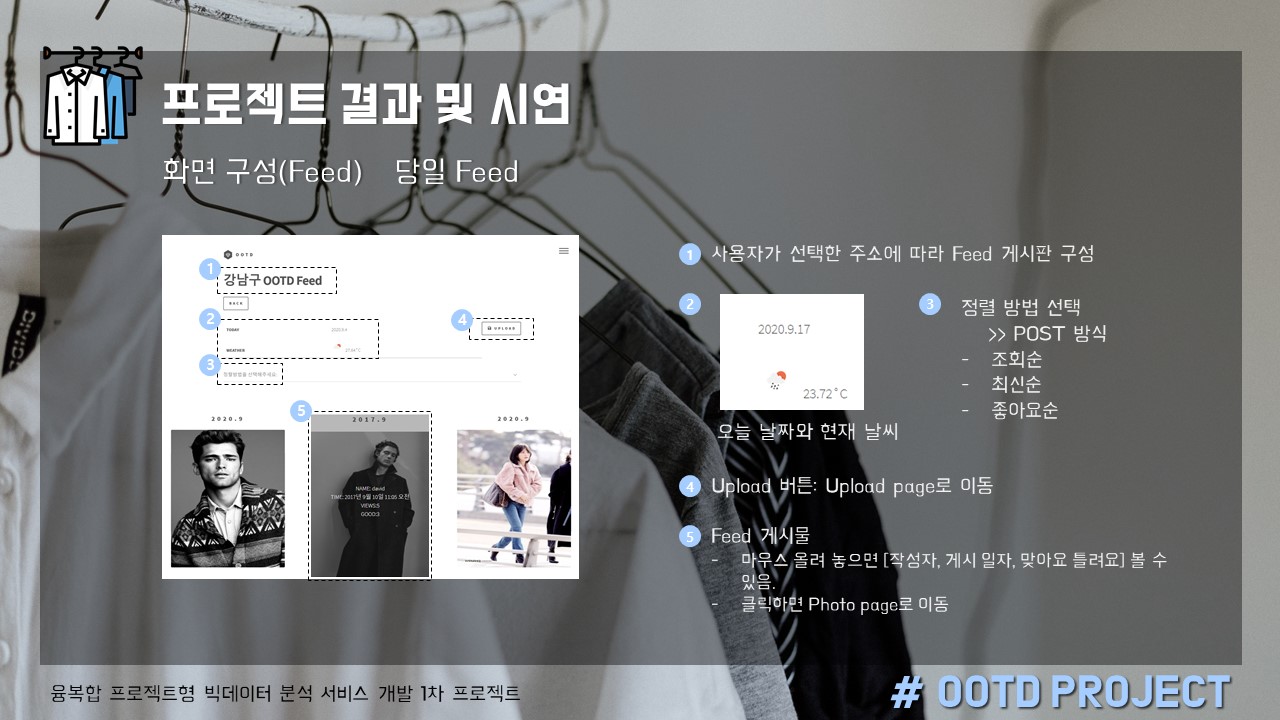 프로젝트 결과 및 시연
화면 구성(Feed) 당일 Feed
OOTD
1
강남구 OOTD Feed
BACK
2
TODAY 2020.9.17
WEATHER
4
UPLOAD
3
정렬방법을 선택해주세요.
5
2020.9 2017.9 2020.9
NAME: david
TIME: 2017년 9월 10일 11:05 오전
VIEWS:5
GOOD:3
1 사용자가 선택한 주소에 따라 Feed 게시판 구성
2
2020.9.17
23.72˚C
오늘 날짜와 현재 날씨
3 정렬 방법 선택
>> POST 방식
- 조회순
- 최신순
- 좋아요순
4 Upload 버튼: Upload page로 이동
5 Feed 게시물
- 마우스 올려 놓으면 [작성자, 게시 일자, 맞아요 틀려요] 볼 수
있음.
- 클릭하면 Photo page로 이동
융복합 프로젝트형 빅데이터 분석 서비스 개발 1차 프로젝트
# OOTD PROJECT